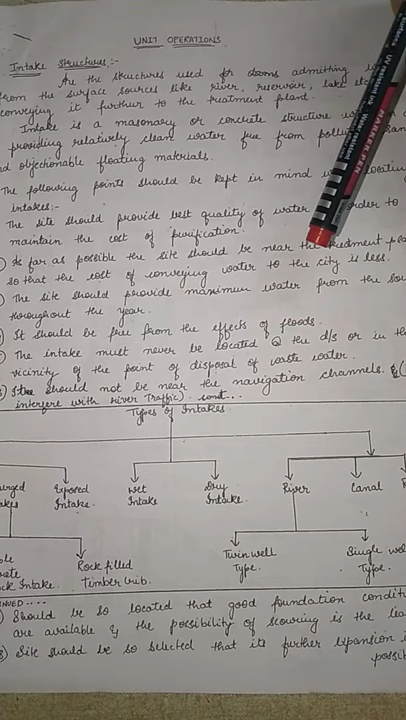 UNIT OPERATIONS
Intake Structures:-
Are the structures used for admitting
from the surface sources like river, reservoir, lake etc
conveying it further to the treatment plant.
Intake is a masonary or concrete structure
providing relatively clean water free from
objectionable floating materials.
The following points should be kept in mind
intakes:-
The site should provide best quality of water order to
maintain the cost of purification.
As far as possible the site should be near the
so that the cost of conveying water to the city is less.
The site should provide maximum water from the
throughout the year.
It should be free from the effects of floods.
The intake must never be located @ the d/s or in the
vicinity of the point of disposal of waste water.
should not be near the navigation channels.
interfere with river Traffic). cont...
Types of Intakes
Exposed Wet Dry River Canal
Intake. Intake Intake.
Rock filled Twin well Single
Intake. Timber crib. Type. Type.
....
should be so located that good foundation
are available & the possibility of scouring is the
Site should be so selected that its further expansion
MARKER PEN